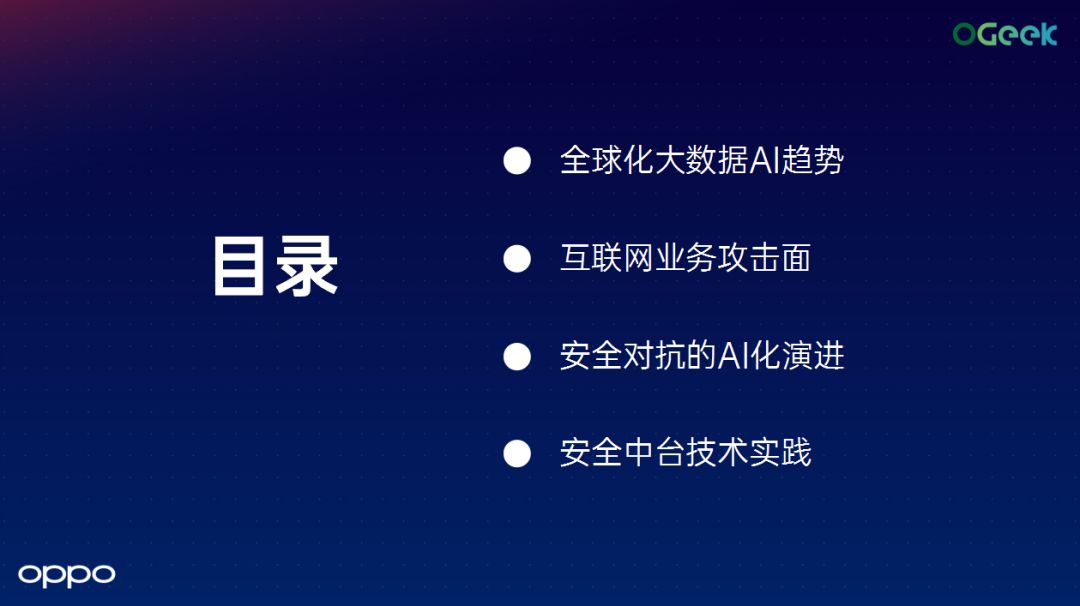 OGeek
目录
全球化大数据AI趋势
互联网业务攻击面
安全对抗的AI化演进
安全中台技术实践
oppo